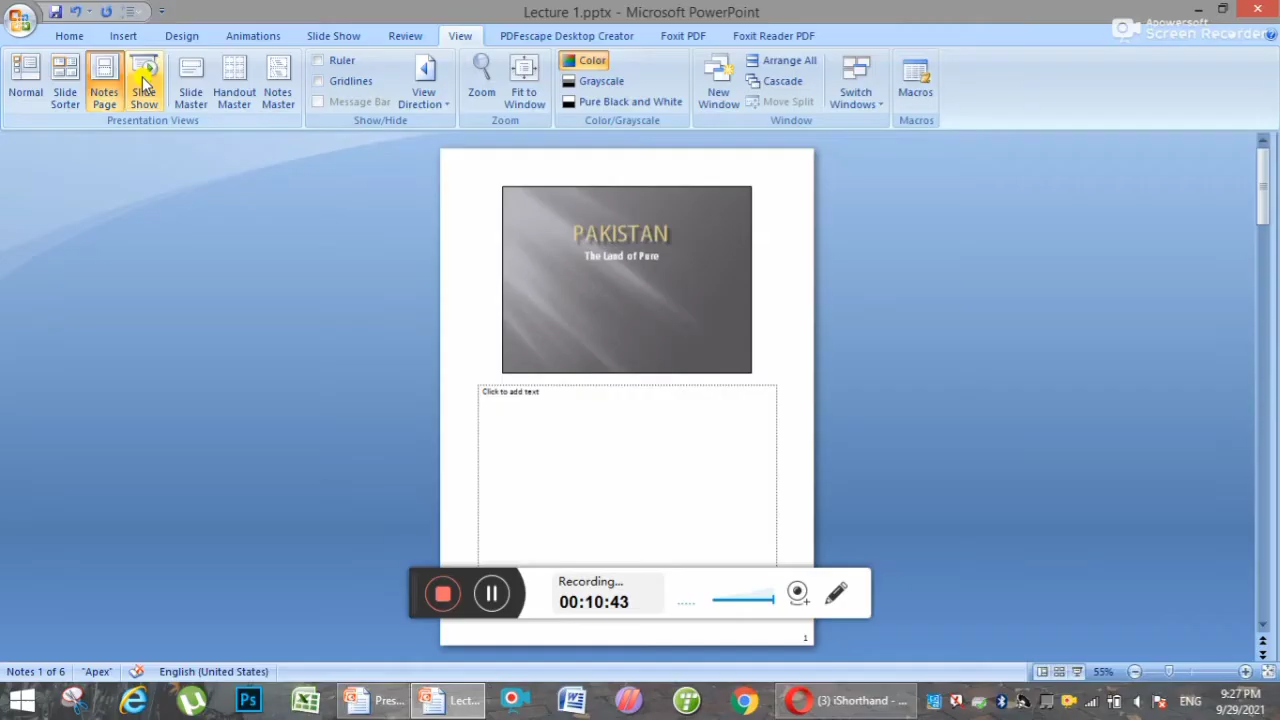 Lecture 1.pptx - Microsoft PowerPoint
Apowersoft
Screen Recorder
Home Insert Design Animations Slide Show Review View PDFescape Desktop Creator Foxit PDF Foxit Reader PDF
Normal
Slide Sorter
Notes Page
Slide Show
Slide Master
Handout Master
Notes Master
Presentation Views
Ruler
Gridlines
Message Bar
View Direction
Show/Hide
Zoom
Fit to Window
Zoom
Color
Grayscale
Pure Black and White
Color/Grayscale
New Window
Arrange All
Cascade
Move Split
Switch Windows
Window
Macros
Macros
PAKISTAN
The Land of Pure
Click to add text
Recording...
00:10:43
1
Notes 1 of 6 "Apex" English (United States) 55%
Pres... Lect... (3) iShorthand - ... ENG
9:27 PM
9/29/2021